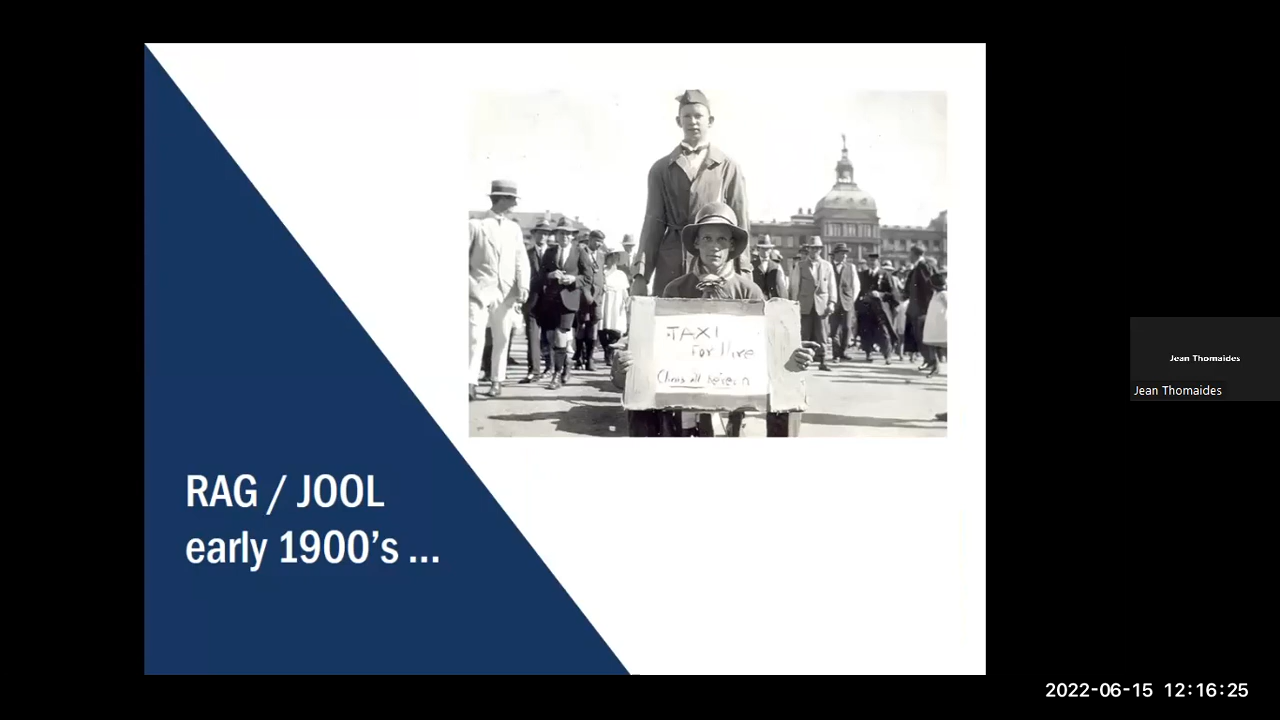 TAXI
For Hire
RAG / JOOL
early 1900's ...
Jean Thomaides
Jean Thomaides
2022-06-15 12:16:25